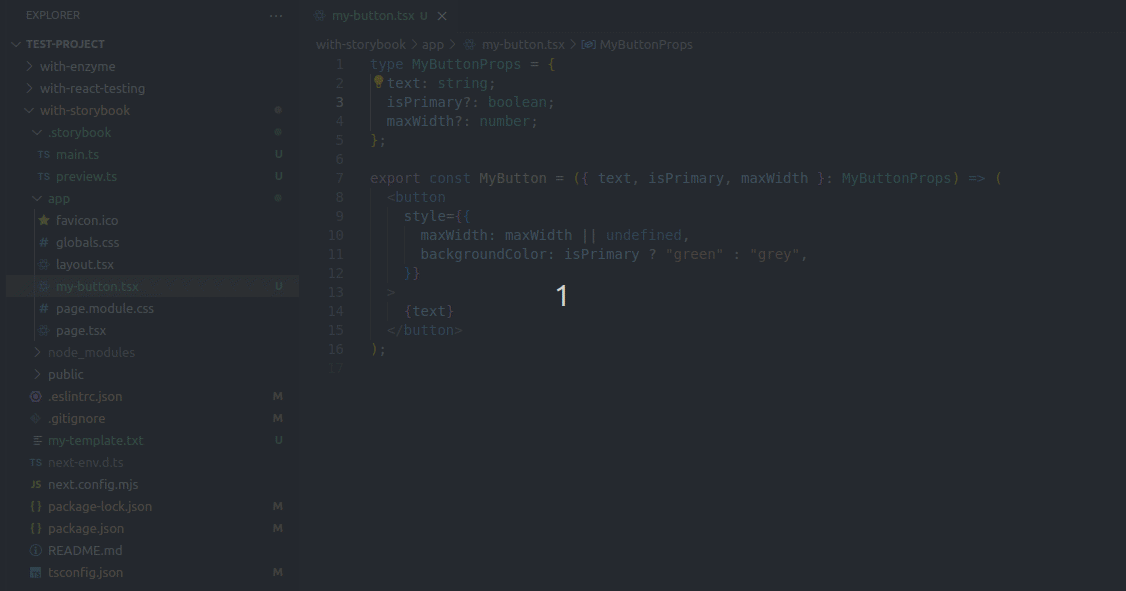 EXPLORER ···
TEST-PROJECT
with-enzyme
with-react-testing
with-storybook
.storybook
TS main.ts U
TS preview.ts U
app
favicon.ico
# globals.css
layout.tsx
my-button.tsx U
# page.module.css
page.tsx
node_modules
public
.eslintrc.json M
.gitignore M
my-template.txt U
TS next-env.d.ts
JS next.config.mjs
{} package-lock.json M
{} package.json M
README.md
tsconfig.json M
my-button.tsx U
with-storybook > app > my-button.tsx > MyButtonProps
1 type MyButtonProps = {
2 text: string;
3 isPrimary?: boolean;
4 maxWidth?: number;
5 };
6
7 export const MyButton = ({ text, isPrimary, maxWidth }: MyButtonProps) => (
8 <button
9 style={{
10 maxWidth: maxWidth || undefined,
11 backgroundColor: isPrimary ? "green" : "grey",
12 }}
13 >
14 {text}
15 </button>
16 );
17
1